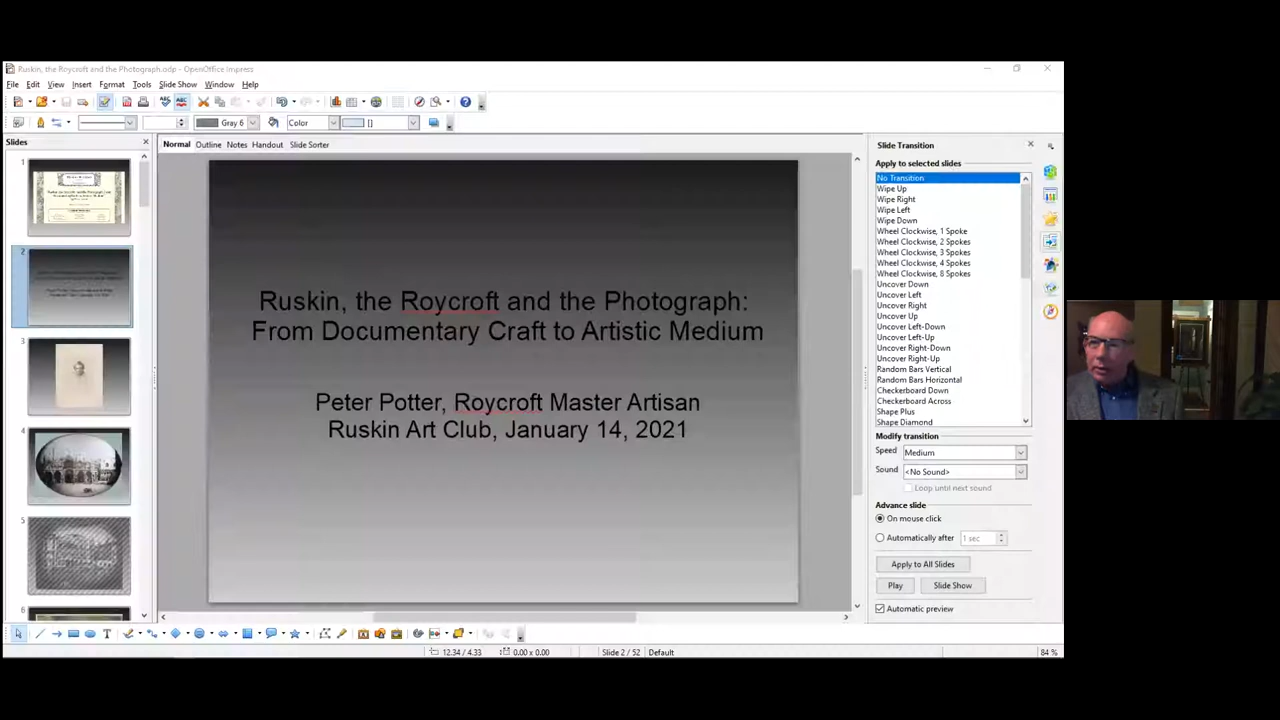 Ruskin, the Roycroft and the Photograph.odp - OpenOffice Impress
File Edit View Insert Format Tools Slide Show Window Help
Gray 6
Color
[]
Slides
Normal Outline Notes Handout Slide Sorter
1
2
3
4
5
6
Ruskin, the Roycroft and the Photograph:
From Documentary Craft to Artistic Medium
Peter Potter, Roycroft Master Artisan
Ruskin Art Club, January 14, 2021
Slide Transition
Apply to selected slides
No Transition
Wipe Up
Wipe Right
Wipe Left
Wipe Down
Wheel Clockwise, 1 Spoke
Wheel Clockwise, 2 Spokes
Wheel Clockwise, 3 Spokes
Wheel Clockwise, 4 Spokes
Wheel Clockwise, 8 Spokes
Uncover Down
Uncover Left
Uncover Right
Uncover Up
Uncover Left-Down
Uncover Left-Up
Uncover Right-Down
Uncover Right-Up
Random Bars Vertical
Random Bars Horizontal
Checkerboard Down
Checkerboard Across
Shape Plus
Shape Diamond
Modify transition
Speed Medium
Sound <No Sound>
Loop until next sound
Advance slide
On mouse click
Automatically after 1 sec
Apply to All Slides
Play Slide Show
Automatic preview
12.34 / 4.33 0.00 x 0.00 Slide 2 / 52 Default 84 %